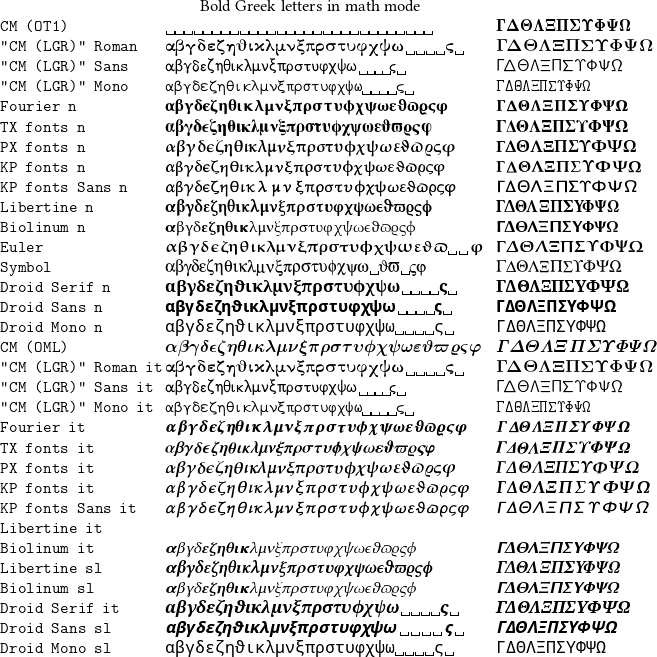 Bold Greek letters in math mode
CM (OT1) ␣␣␣␣␣␣␣␣␣␣␣␣␣␣␣␣␣␣␣␣␣␣␣␣␣␣␣␣␣ ΓΔΘΛΞΠΣΥΦΨΩ
"CM (LGR)" Roman αβγδεζηϑικλμνξπρστυφχψω␣␣␣␣ς␣ ΓΔΘΛΞΠΣΥΦΨΩ
"CM (LGR)" Sans αβγδεζηθικλμνξπρστυφχψω␣␣␣␣ς␣ ΓΔΘΛΞΠΣΥΦΨΩ
"CM (LGR)" Mono αβγδεζηθικλμνξπρστυφχψω␣␣␣␣ς␣ ΓΔΘΛΞΠΣΥΦΨΩ
Fourier n αβγδεζηθικλμνξπρστυϕχψωεϑϖϱςφ ΓΔΘΛΞΠΣΥΦΨΩ
TX fonts n αβγδϵζηθικλμνξπρστυϕχψωεϑϖϱςφ ΓΔΘΛΞΠΣΥΦΨΩ
PX fonts n αβγδϵζηθικλμνξπρστυϕχψωεϑϖϱςφ ΓΔΘΛΞΠΣΥΦΨΩ
KP fonts n αβγδϵζηθικλμνξπρστυϕχψωεϑϖϱςφ ΓΔΘΛΞΠΣΥΦΨΩ
KP fonts Sans n αβγδϵζηθικλμνξπρστυϕχψωεϑϖϱςφ ΓΔΘΛΞΠΣΥΦΨΩ
Libertine n αβγδεζηθικλμνξπρστυφχψωϵϑϖϱςϕ ΓΔΘΛΞΠΣΥΦΨΩ
Biolinum n αβγδεζηθικλμνξπρστυφχψωϵϑϖϱςϕ ΓΔΘΛΞΠΣΥΦΨΩ
Euler αβγδϵζηθικλμνξπρστυϕχψωεϑϖ␣␣φ ΓΔΘΛΞΠΣΥΦΨΩ
Symbol αβγδεζηθικλμνξπρστυϕχψω␣ϑϖ␣ςφ ΓΔΘΛΞΠΣΥΦΨΩ
Droid Serif n αβγδεζηϑικλμνξπρστυϕχψω␣␣␣␣ς␣ ΓΔΘΛΞΠΣΥΦΨΩ
Droid Sans n αβγδεζηϑικλμνξπρστυφχψω␣␣␣␣ς␣ ΓΔΘΛΞΠΣΥΦΨΩ
Droid Mono n αβγδεζηϑικλμνξπρστυφχψω␣␣␣␣ς␣ ΓΔΘΛΞΠΣΥΦΨΩ
CM (OML) αβγδϵζηθικλμνξπρστυϕχψωεϑϖϱςφ ΓΔΘΛΞΠΣΥΦΨΩ
"CM (LGR)" Roman it αβγδεζηϑικλμνξπρστυφχψω␣␣␣␣ς␣ ΓΔΘΛΞΠΣΥΦΨΩ
"CM (LGR)" Sans it αβγδεζηθικλμνξπρστυφχψω␣␣␣␣ς␣ ΓΔΘΛΞΠΣΥΦΨΩ
"CM (LGR)" Mono it αβγδεζηθικλμνξπρστυφχψω␣␣␣␣ς␣ ΓΔΘΛΞΠΣΥΦΨΩ
Fourier it αβγδεζηθικλμνξπρστυϕχψωεϑϖϱςφ ΓΔΘΛΞΠΣΥΦΨΩ
TX fonts it αβγδϵζηθικλμνξπρστυϕχψωεϑϖϱςφ ΓΔΘΛΞΠΣΥΦΨΩ
PX fonts it αβγδϵζηθικλμνξπρστυϕχψωεϑϖϱςφ ΓΔΘΛΞΠΣΥΦΨΩ
KP fonts it αβγδϵζηθικλμνξπρστυϕχψωεϑϖϱςφ ΓΔΘΛΞΠΣΥΦΨΩ
KP fonts Sans it αβγδϵζηθικλμνξπρστυϕχψωεϑϖϱςφ ΓΔΘΛΞΠΣΥΦΨΩ
Libertine it
Biolinum it αβγδεζηθικλμνξπρστυφχψωϵϑϖϱςϕ ΓΔΘΛΞΠΣΥΦΨΩ
Libertine sl αβγδεζηθικλμνξπρστυφχψωϵϑϖϱςϕ ΓΔΘΛΞΠΣΥΦΨΩ
Biolinum sl αβγδεζηθικλμνξπρστυφχψωϵϑϖϱςϕ ΓΔΘΛΞΠΣΥΦΨΩ
Droid Serif it αβγδεζηϑικλμνξπρστυϕχψω␣␣␣␣ς␣ ΓΔΘΛΞΠΣΥΦΨΩ
Droid Sans sl αβγδεζηϑικλμνξπρστυφχψω␣␣␣␣ς␣ ΓΔΘΛΞΠΣΥΦΨΩ
Droid Mono sl αβγδεζηϑικλμνξπρστυφχψω␣␣␣␣ς␣ ΓΔΘΛΞΠΣΥΦΨΩ